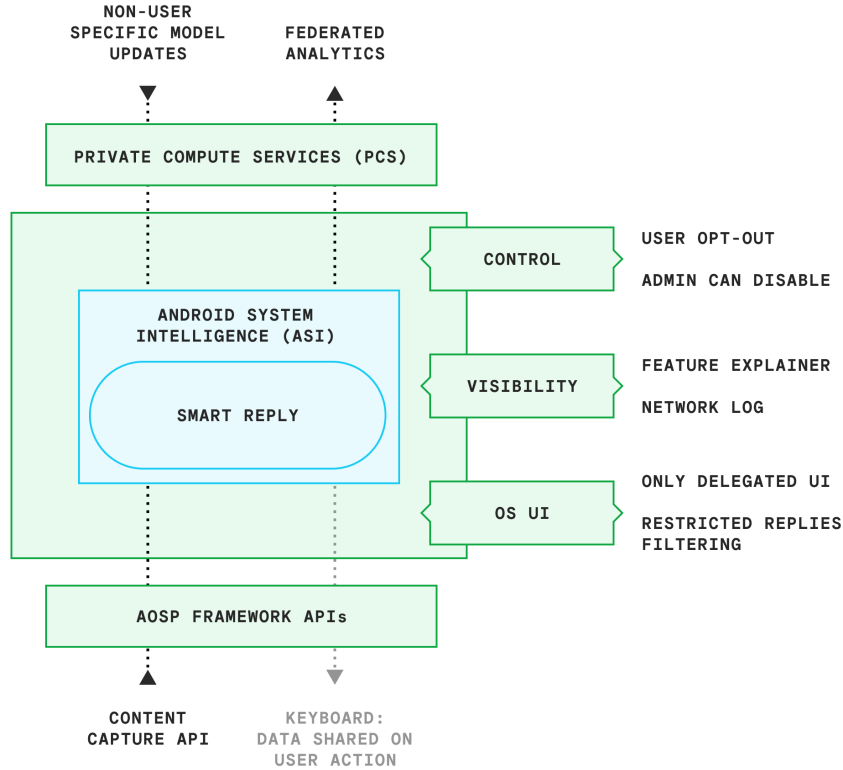 NON-USER
SPECIFIC MODEL
UPDATES
FEDERATED
ANALYTICS
PRIVATE COMPUTE SERVICES (PCS)
CONTROL
USER OPT-OUT
ADMIN CAN DISABLE
ANDROID SYSTEM
INTELLIGENCE (ASI)
SMART REPLY
VISIBILITY
FEATURE EXPLAINER
NETWORK LOG
OS UI
ONLY DELEGATED UI
RESTRICTED REPLIES
FILTERING
AOSP FRAMEWORK APIs
CONTENT
CAPTURE API
KEYBOARD:
DATA SHARED ON
USER ACTION